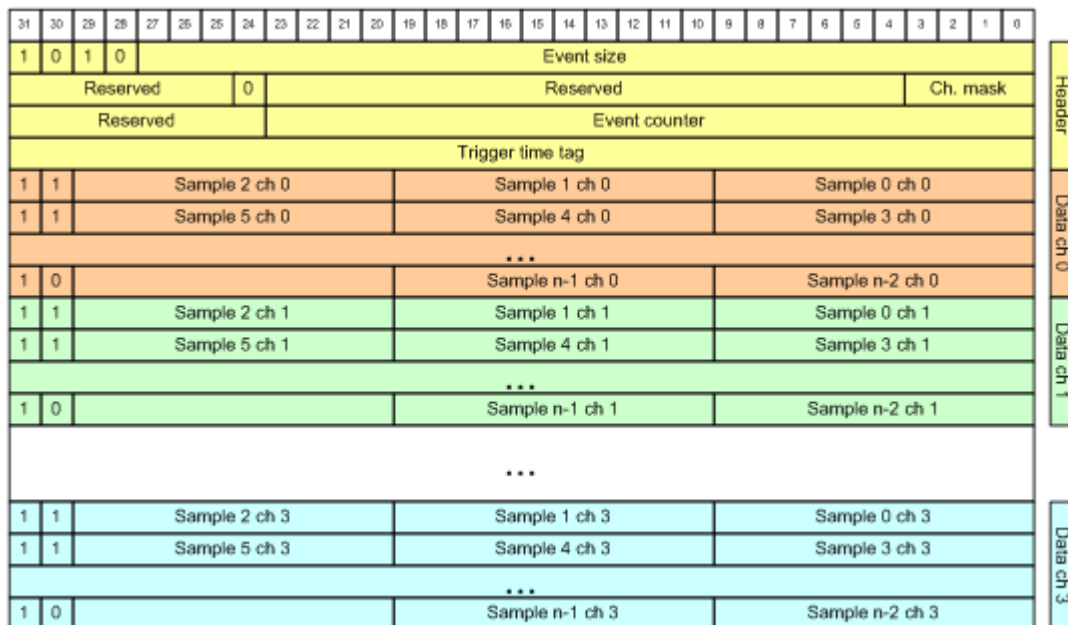 31 30 29 28 27 26 25 24 23 22 21 20 19 18 17 16 15 14 13 12 11 10 9 8 7 6 5 4 3 2 1 0
1 0 1 0 Event size
Reserved 0 Reserved Ch. mask
Reserved Event counter
Trigger time tag
Header
1 1 Sample 2 ch 0 Sample 1 ch 0 Sample 0 ch 0
1 1 Sample 5 ch 0 Sample 4 ch 0 Sample 3 ch 0
...
1 0 Sample n-1 ch 0 Sample n-2 ch 0
Data ch 0
1 1 Sample 2 ch 1 Sample 1 ch 1 Sample 0 ch 1
1 1 Sample 5 ch 1 Sample 4 ch 1 Sample 3 ch 1
...
1 0 Sample n-1 ch 1 Sample n-2 ch 1
Data ch 1
...
1 1 Sample 2 ch 3 Sample 1 ch 3 Sample 0 ch 3
1 1 Sample 5 ch 3 Sample 4 ch 3 Sample 3 ch 3
...
1 0 Sample n-1 ch 3 Sample n-2 ch 3
Data ch 3